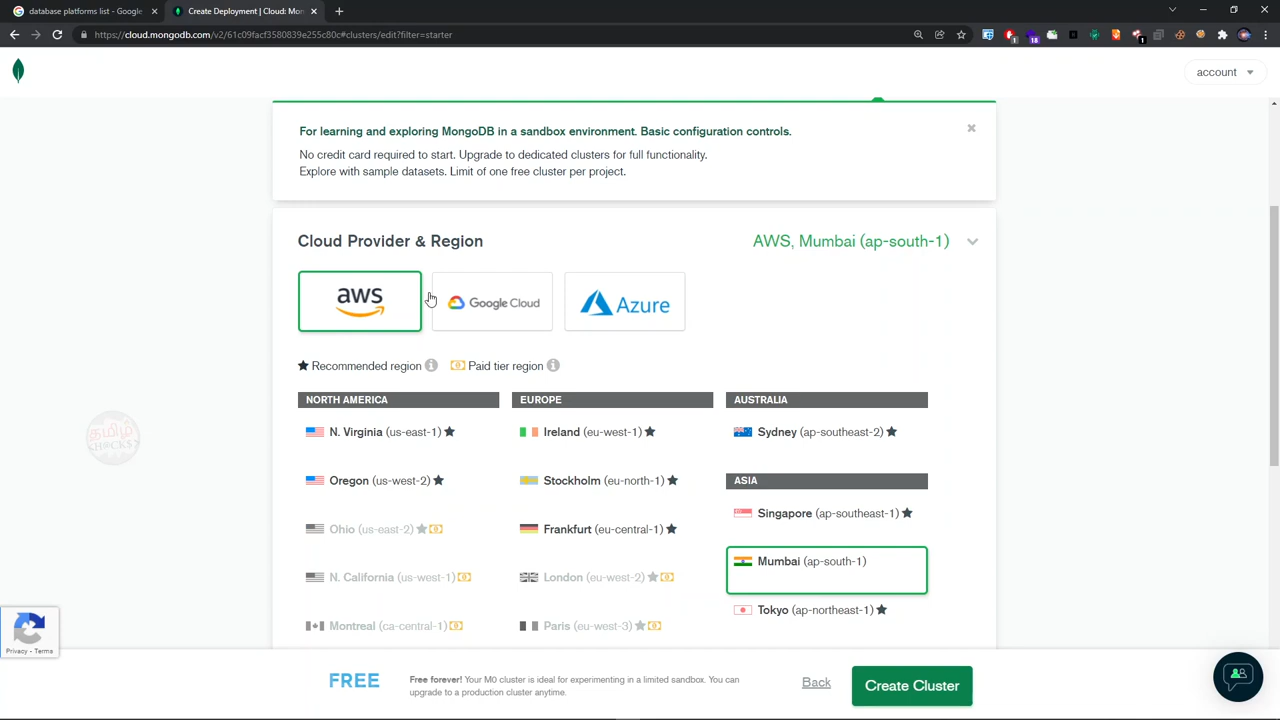 database platforms list - Google
Create Deployment | Cloud: Mon
https://cloud.mongodb.com/v2/61c09facf3580839e255c80c#clusters/edit?filter=starter
account
For learning and exploring MongoDB in a sandbox environment. Basic configuration controls.
No credit card required to start. Upgrade to dedicated clusters for full functionality.
Explore with sample datasets. Limit of one free cluster per project.
Cloud Provider & Region
AWS, Mumbai (ap-south-1)
aws
Google Cloud
Azure
Recommended region
Paid tier region
NORTH AMERICA
N. Virginia (us-east-1)
Oregon (us-west-2)
Ohio (us-east-2)
N. California (us-west-1)
Montreal (ca-central-1)
EUROPE
Ireland (eu-west-1)
Stockholm (eu-north-1)
Frankfurt (eu-central-1)
London (eu-west-2)
Paris (eu-west-3)
AUSTRALIA
Sydney (ap-southeast-2)
ASIA
Singapore (ap-southeast-1)
Mumbai (ap-south-1)
Tokyo (ap-northeast-1)
தமிழ்
Privacy - Terms
FREE
Free forever! Your M0 cluster is ideal for experimenting in a limited sandbox. You can
upgrade to a production cluster anytime.
Back
Create Cluster